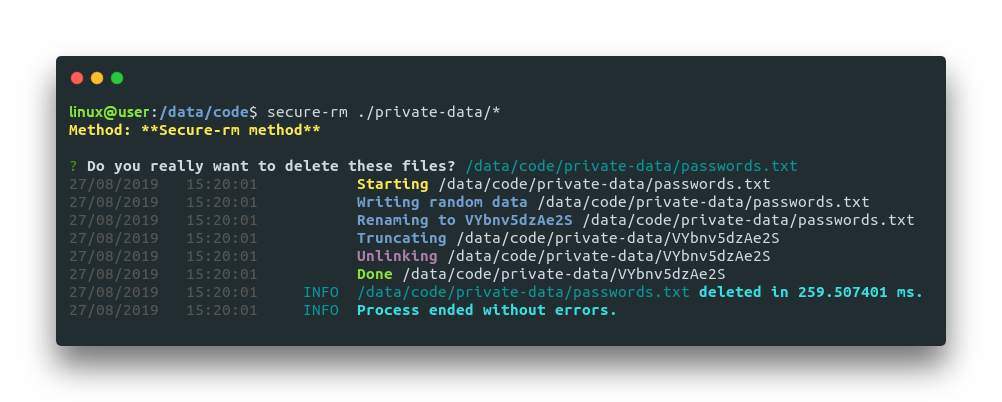 linux@user:/data/code$ secure-rm ./private-data/*
Method: **Secure-rm method**
? Do you really want to delete these files? /data/code/private-data/passwords.txt
27/08/2019 15:20:01 Starting /data/code/private-data/passwords.txt
27/08/2019 15:20:01 Writing random data /data/code/private-data/passwords.txt
27/08/2019 15:20:01 Renaming to VYbnv5dzAe2S /data/code/private-data/passwords.txt
27/08/2019 15:20:01 Truncating /data/code/private-data/VYbnv5dzAe2S
27/08/2019 15:20:01 Unlinking /data/code/private-data/VYbnv5dzAe2S
27/08/2019 15:20:01 Done /data/code/private-data/VYbnv5dzAe2S
27/08/2019 15:20:01 INFO /data/code/private-data/passwords.txt deleted in 259.507401 ms.
27/08/2019 15:20:01 INFO Process ended without errors.